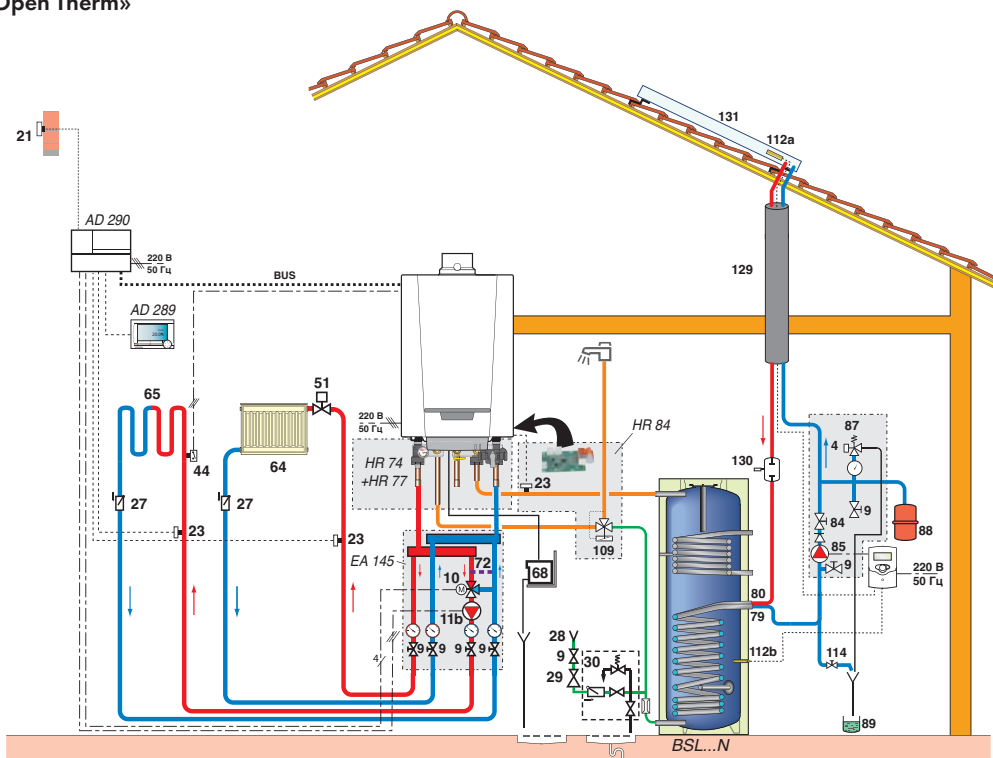 Open Therm»
131
112a
21
AD 290
220 В
50 Гц
BUS
129
AD 289
51
65
87
220 В
50 Гц
HR 84
4
64
HR 74
+HR 77
44
130
23
27
27
9
84
88
23
23
109
85
EA 145
72
9
220 В
50 Гц
10
M
68
80
11b
79
28
112b
4
9
9
9
9
9
30
114
29
89
BSL...N